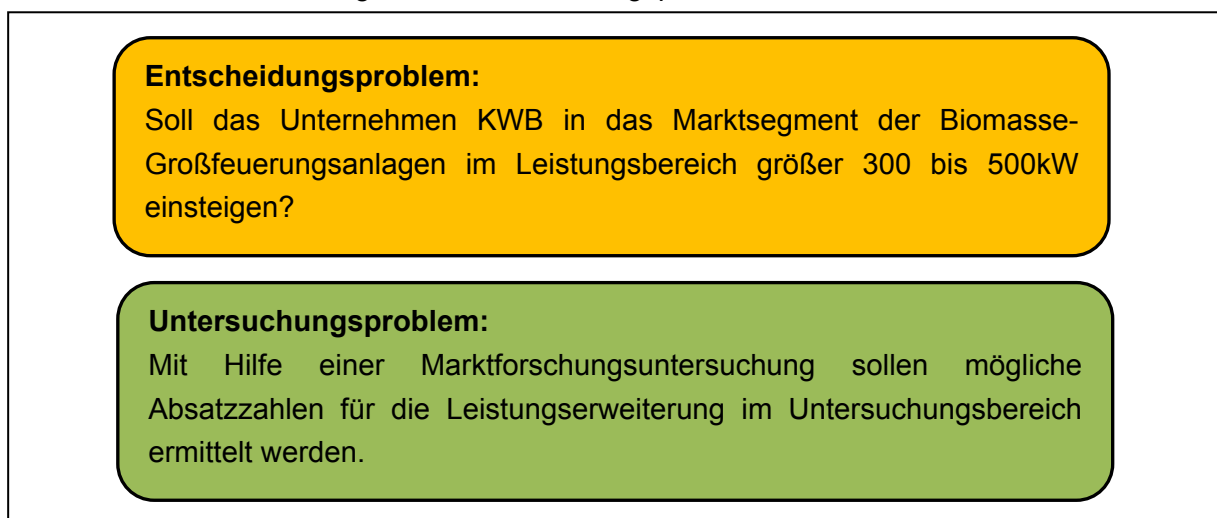 Entscheidungsproblem:
Soll das Unternehmen KWB in das Marktsegment der Biomasse-
Großfeuerungsanlagen im Leistungsbereich größer 300 bis 500kW
einsteigen?
Untersuchungsproblem:
Mit Hilfe einer Marktforschungsuntersuchung sollen mögliche
Absatzzahlen für die Leistungserweiterung im Untersuchungsbereich
ermittelt werden.